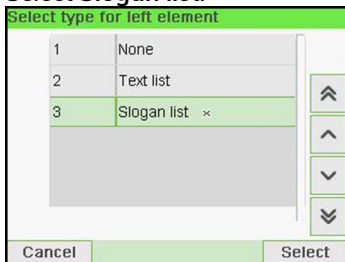 Select type for left element
1 None
2 Text list
3 Slogan list ×
Cancel Select